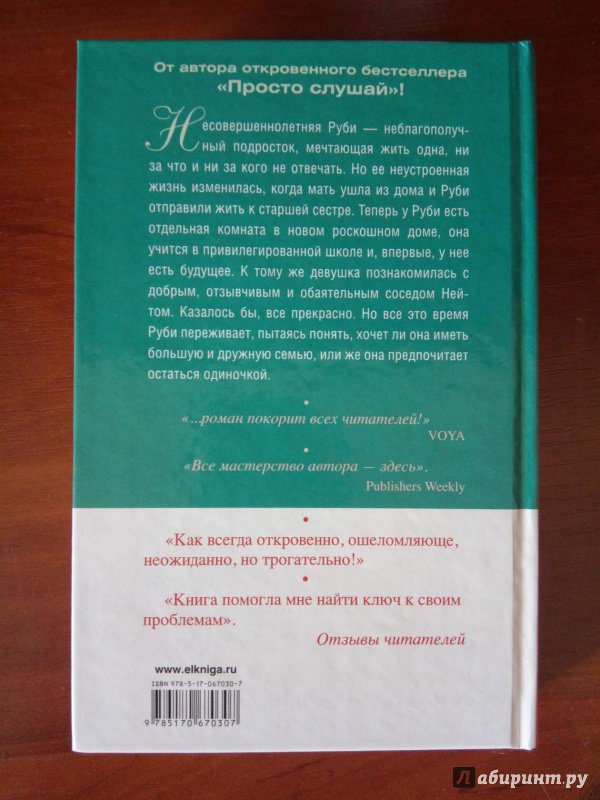 От автора откровенного бестселлера
«Просто слушай»!
Несовершеннолетняя Руби — неблагополуч-
ный подросток, мечтающая жить одна, ни
за что и ни за кого не отвечать. Но ее неустроенная
жизнь изменилась, когда мать ушла из дома и Руби
отправили жить к старшей сестре. Теперь у Руби есть
отдельная комната в новом роскошном доме, она
учится в привилегированной школе и, впервые, у нее
есть будущее. К тому же девушка познакомилась с
добрым, отзывчивым и обаятельным соседом Ней-
том. Казалось бы, все прекрасно. Но все это время
Руби переживает, пытаясь понять, хочет ли она иметь
большую и дружную семью, или же она предпочитает
остаться одиночкой.
«...роман покорит всех читателей!»
VOYA
«Все мастерство автора — здесь».
Publishers Weekly
«Как всегда откровенно, ошеломляюще,
неожиданно, но трогательно!»
«Книга помогла мне найти ключ к своим
проблемам».
Отзывы читателей
www.elkniga.ru
ISBN 978-5-17-067030-7
9 785170 670307
Лабиринт.ру